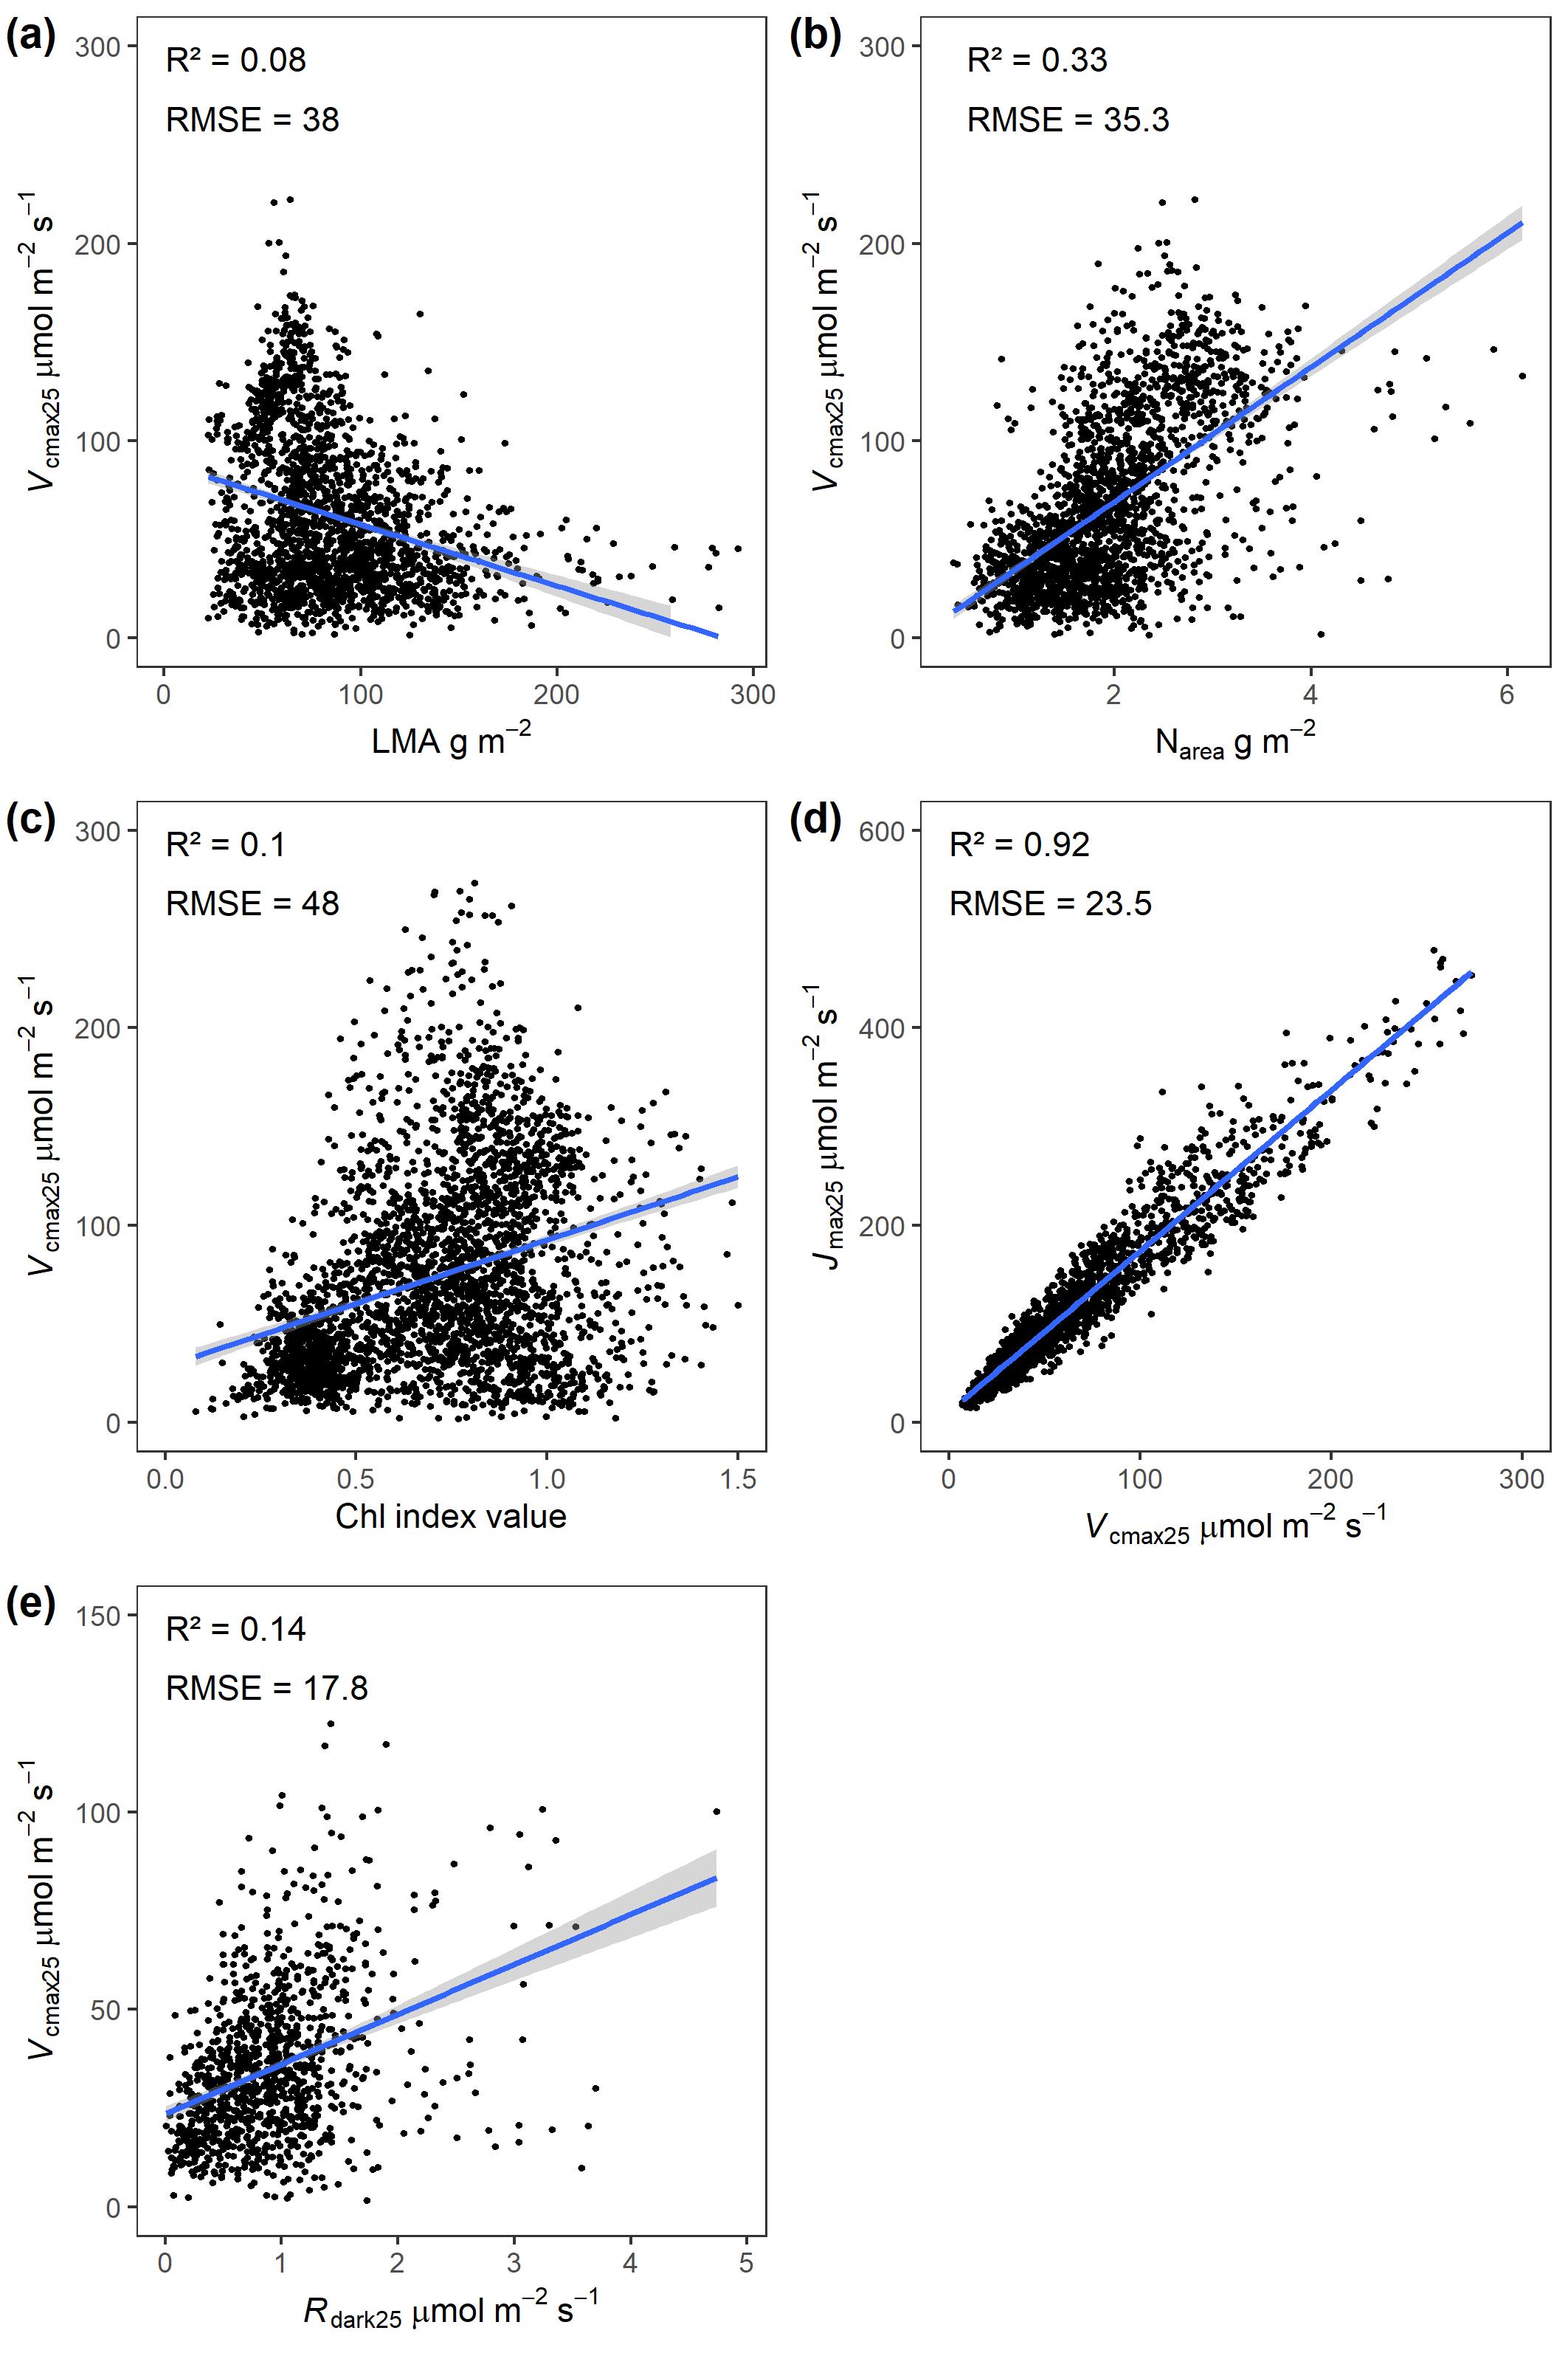 (a)
R² = 0.08
RMSE = 38
300
200
100
0
Vcmax25 μmol m−2 s−1
0 100 200 300
LMA g m−2
(b)
R² = 0.33
RMSE = 35.3
300
200
100
0
Vcmax25 μmol m−2 s−1
2 4 6
Narea g m−2
(c)
R² = 0.1
RMSE = 48
300
200
100
0
Vcmax25 μmol m−2 s−1
0.0 0.5 1.0 1.5
Chl index value
(d)
R² = 0.92
RMSE = 23.5
600
400
200
0
Jmax25 μmol m−2 s−1
0 100 200 300
Vcmax25 μmol m−2 s−1
(e)
R² = 0.14
RMSE = 17.8
150
100
50
0
Vcmax25 μmol m−2 s−1
0 1 2 3 4 5
Rdark25 μmol m−2 s−1